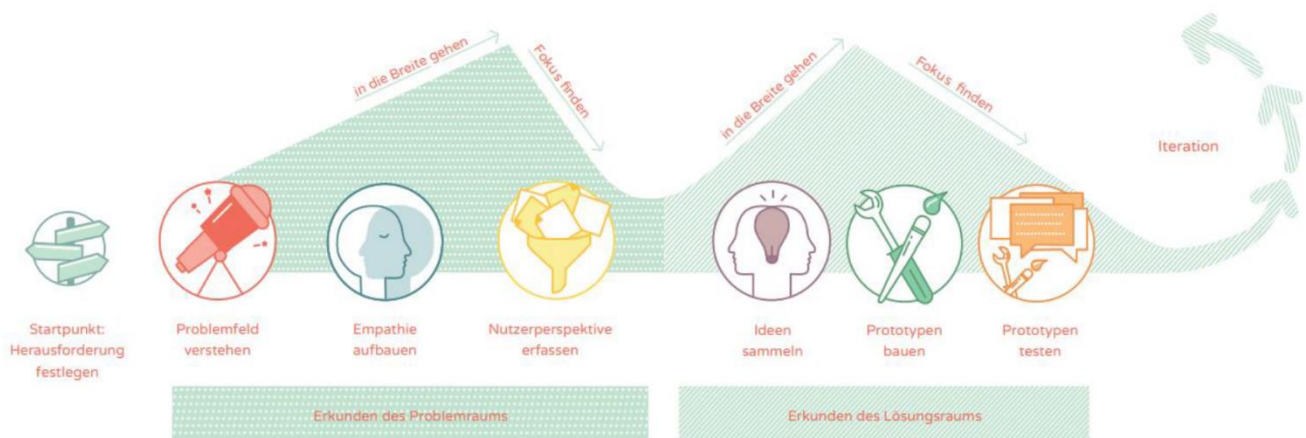 in die Breite gehen
Fokus finden
in die Breite gehen
Fokus finden
Iteration
Startpunkt:
Herausforderung
festlegen
Problemfeld
verstehen
Empathie
aufbauen
Nutzerperspektive
erfassen
Ideen
sammeln
Prototypen
bauen
Prototypen
testen
Erkunden des Problemraums
Erkunden des Lösungsraums